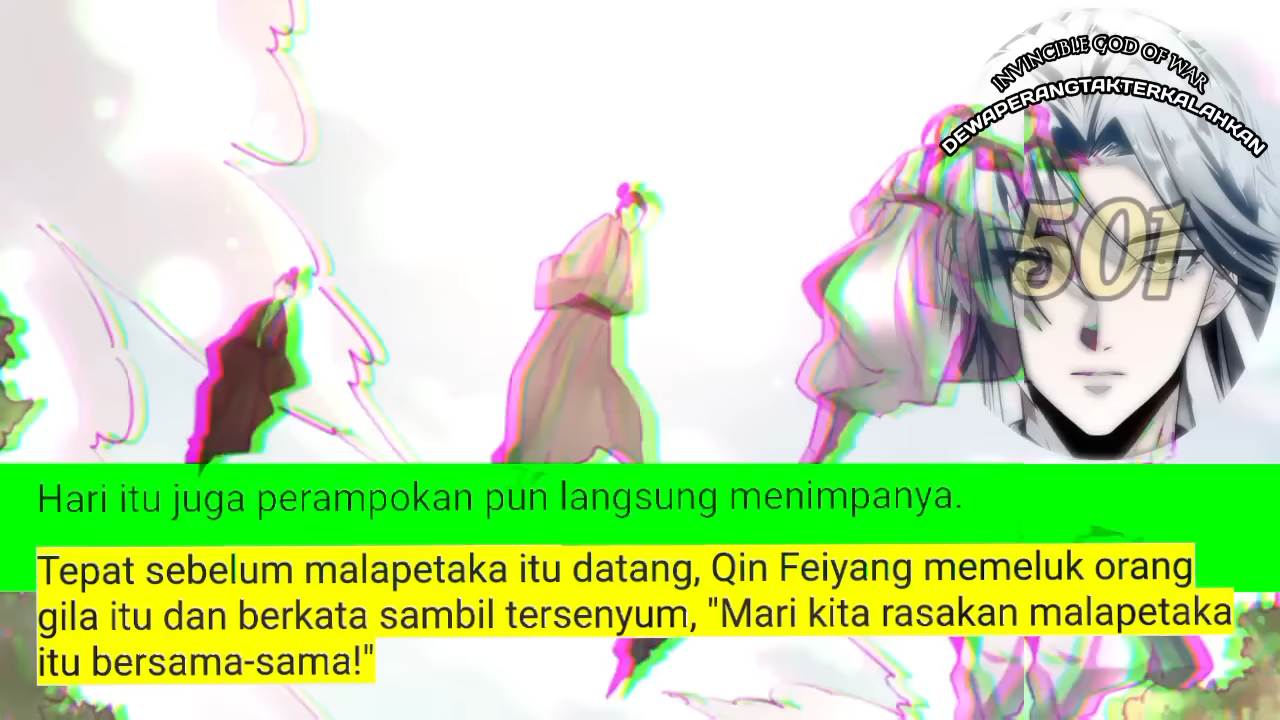 INVINCIBLE GOD OF WAR
DEWAPERANGTAKTERKALAHKAN
501
Hari itu juga perampokan pun langsung menimpanya.
Tepat sebelum malapetaka itu datang, Qin Feiyang memeluk orang
gila itu dan berkata sambil tersenyum, "Mari kita rasakan malapetaka
itu bersama-sama!"